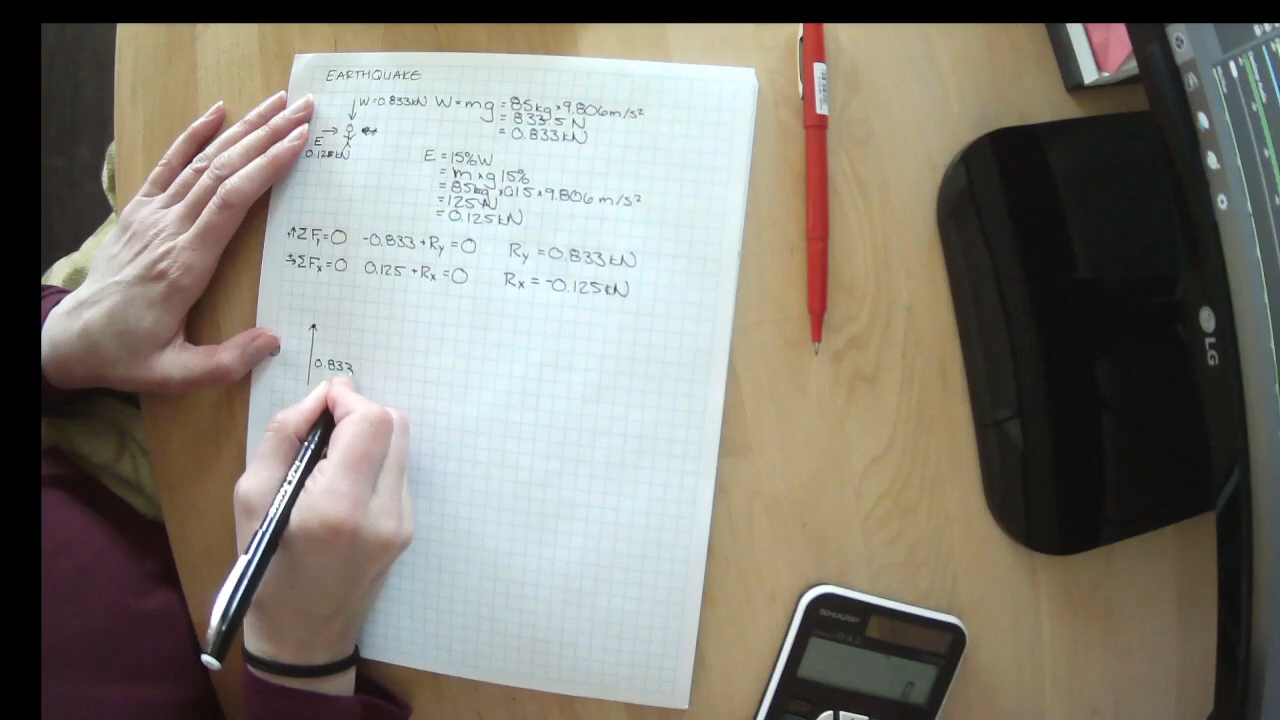 EARTHQUAKE
W=0.833kN
W=mg = 85kg × 9.806m/s²
= 833.5 N
= 0.833kN
E
0.125kN
E = 15%W
= m × g 15%
= 85kg × 0.15 × 9.806 m/s²
= 125N
= 0.125kN
+↑ΣFy=0 -0.833 + Ry = 0 Ry = 0.833kN
→+ΣFx=0 0.125 + Rx = 0 Rx = -0.125kN
0.833
SHARP
LG